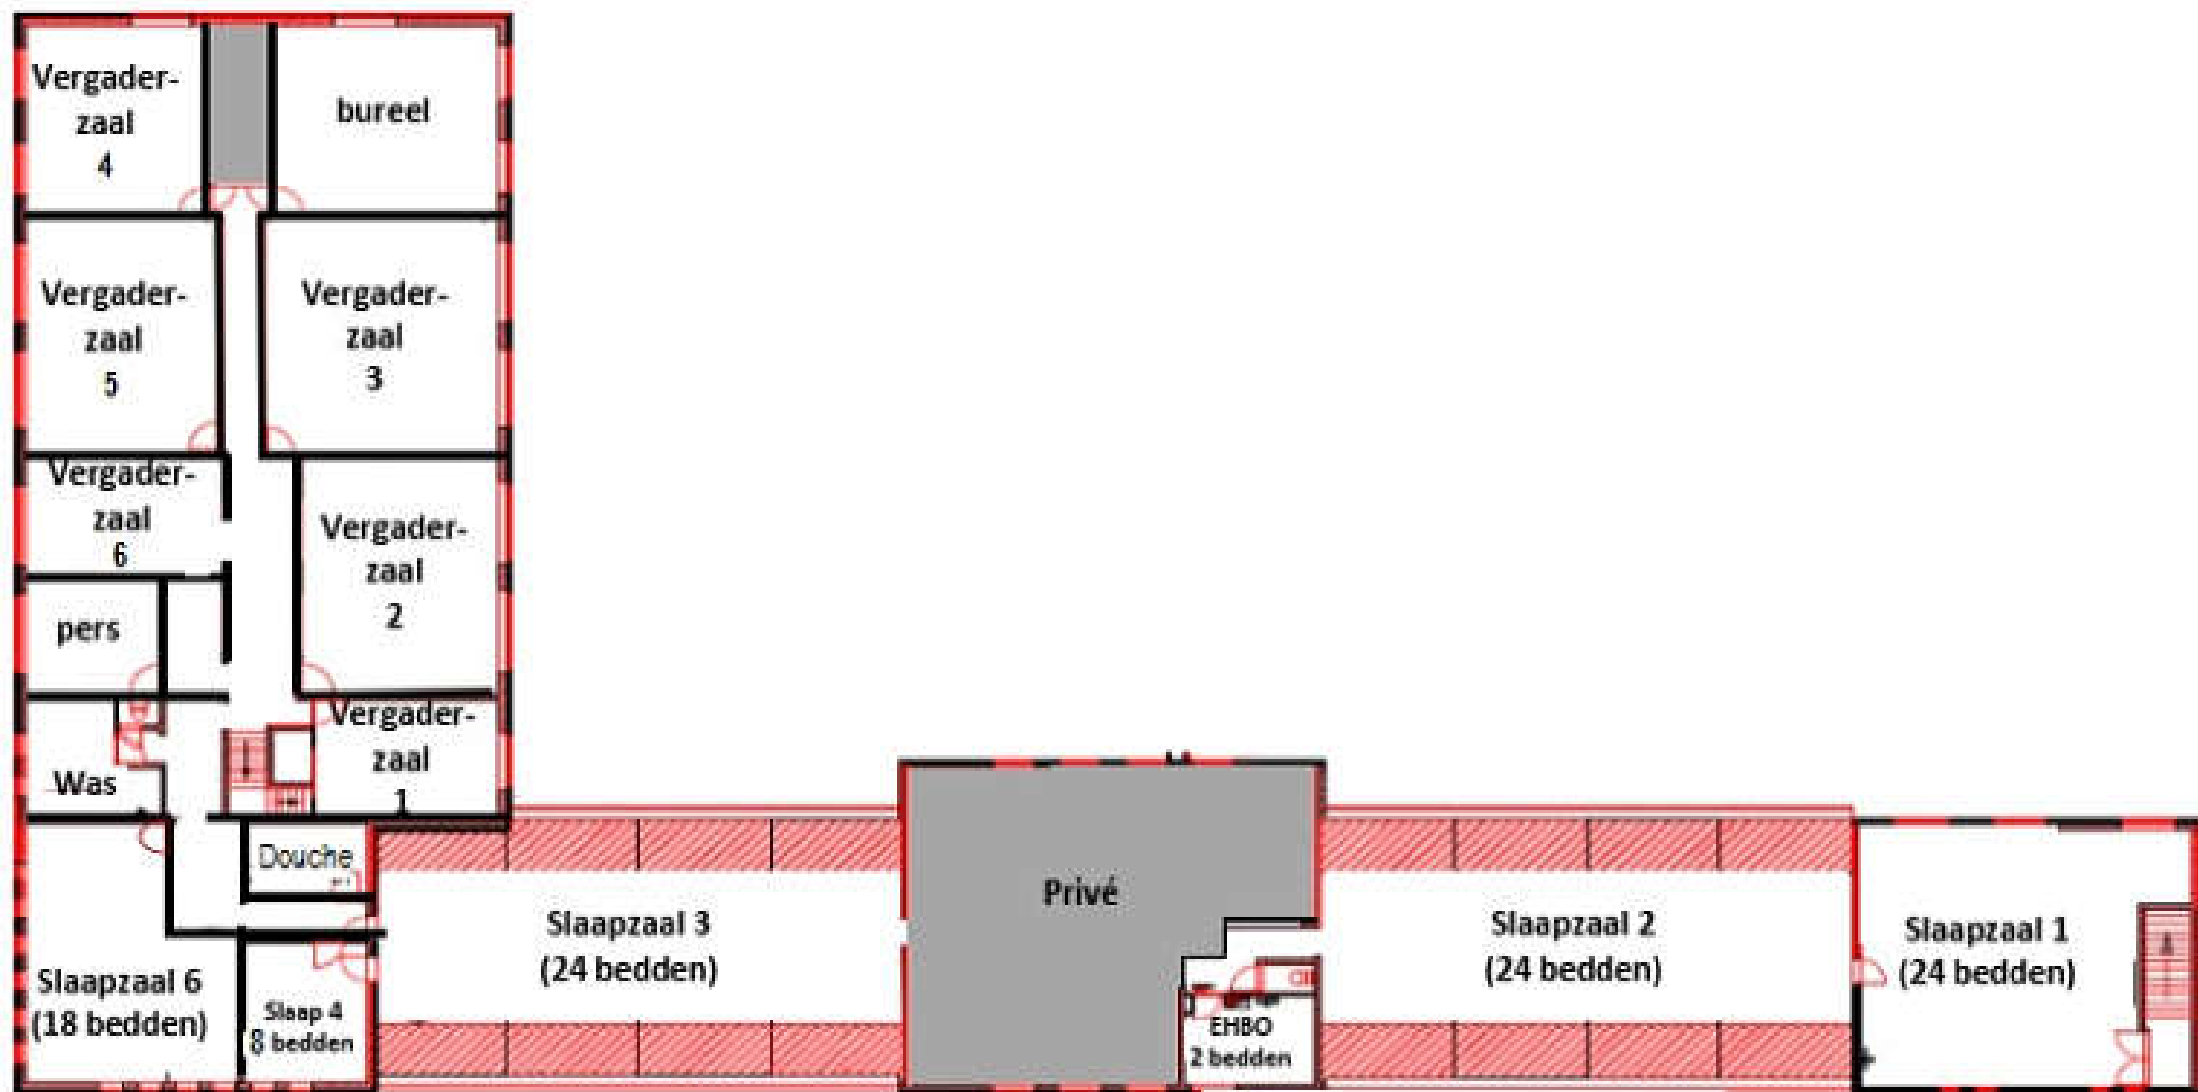 Vergader-
zaal
4
bureel
Vergader-
zaal
5
Vergader-
zaal
3
Vergader-
zaal
6
Vergader-
zaal
2
pers
Vergader-
zaal
1
Was
Douche
Privé
Slaapzaal 3
(24 bedden)
Slaapzaal 2
(24 bedden)
Slaapzaal 1
(24 bedden)
Slaapzaal 6
(18 bedden)
Slaap 4
8 bedden
EHBO
2 bedden